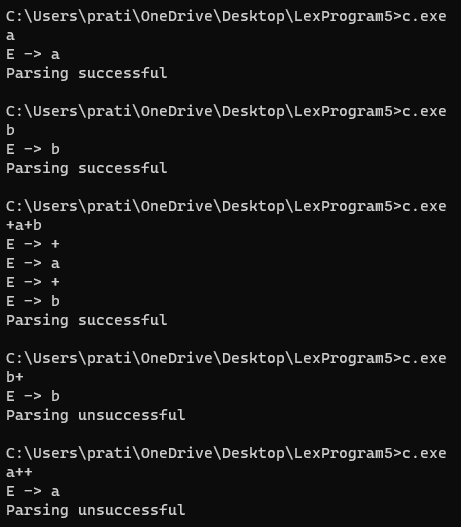 C:\Users\prati\OneDrive\Desktop\LexProgram5>c.exe
a
E -> a
Parsing successful
C:\Users\prati\OneDrive\Desktop\LexProgram5>c.exe
b
E -> b
Parsing successful
C:\Users\prati\OneDrive\Desktop\LexProgram5>c.exe
+a+b
E -> +
E -> a
E -> +
E -> b
Parsing successful
C:\Users\prati\OneDrive\Desktop\LexProgram5>c.exe
b+
E -> b
Parsing unsuccessful
C:\Users\prati\OneDrive\Desktop\LexProgram5>c.exe
a++
E -> a
Parsing unsuccessful